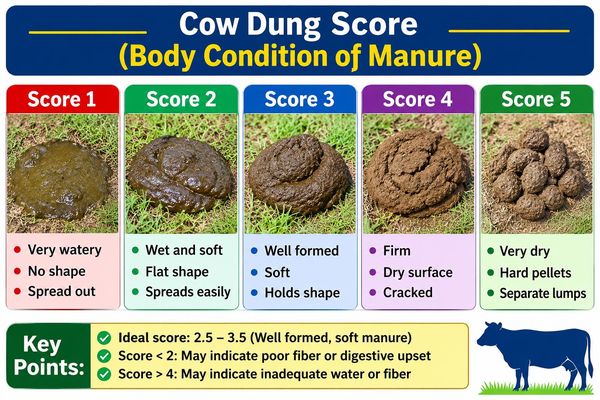 Cow Dung Score
(Body Condition of Manure)
Score 1
Score 2
Score 3
Score 4
Score 5
• Very watery
• No shape
• Spread out
• Wet and soft
• Flat shape
• Spreads easily
• Well formed
• Soft
• Holds shape
• Firm
• Dry surface
• Cracked
• Very dry
• Hard pellets
• Separate lumps
Key
Points:
Ideal score: 2.5 – 3.5 (Well formed, soft manure)
Score < 2: May indicate poor fiber or digestive upset
Score > 4: May indicate inadequate water or fiber